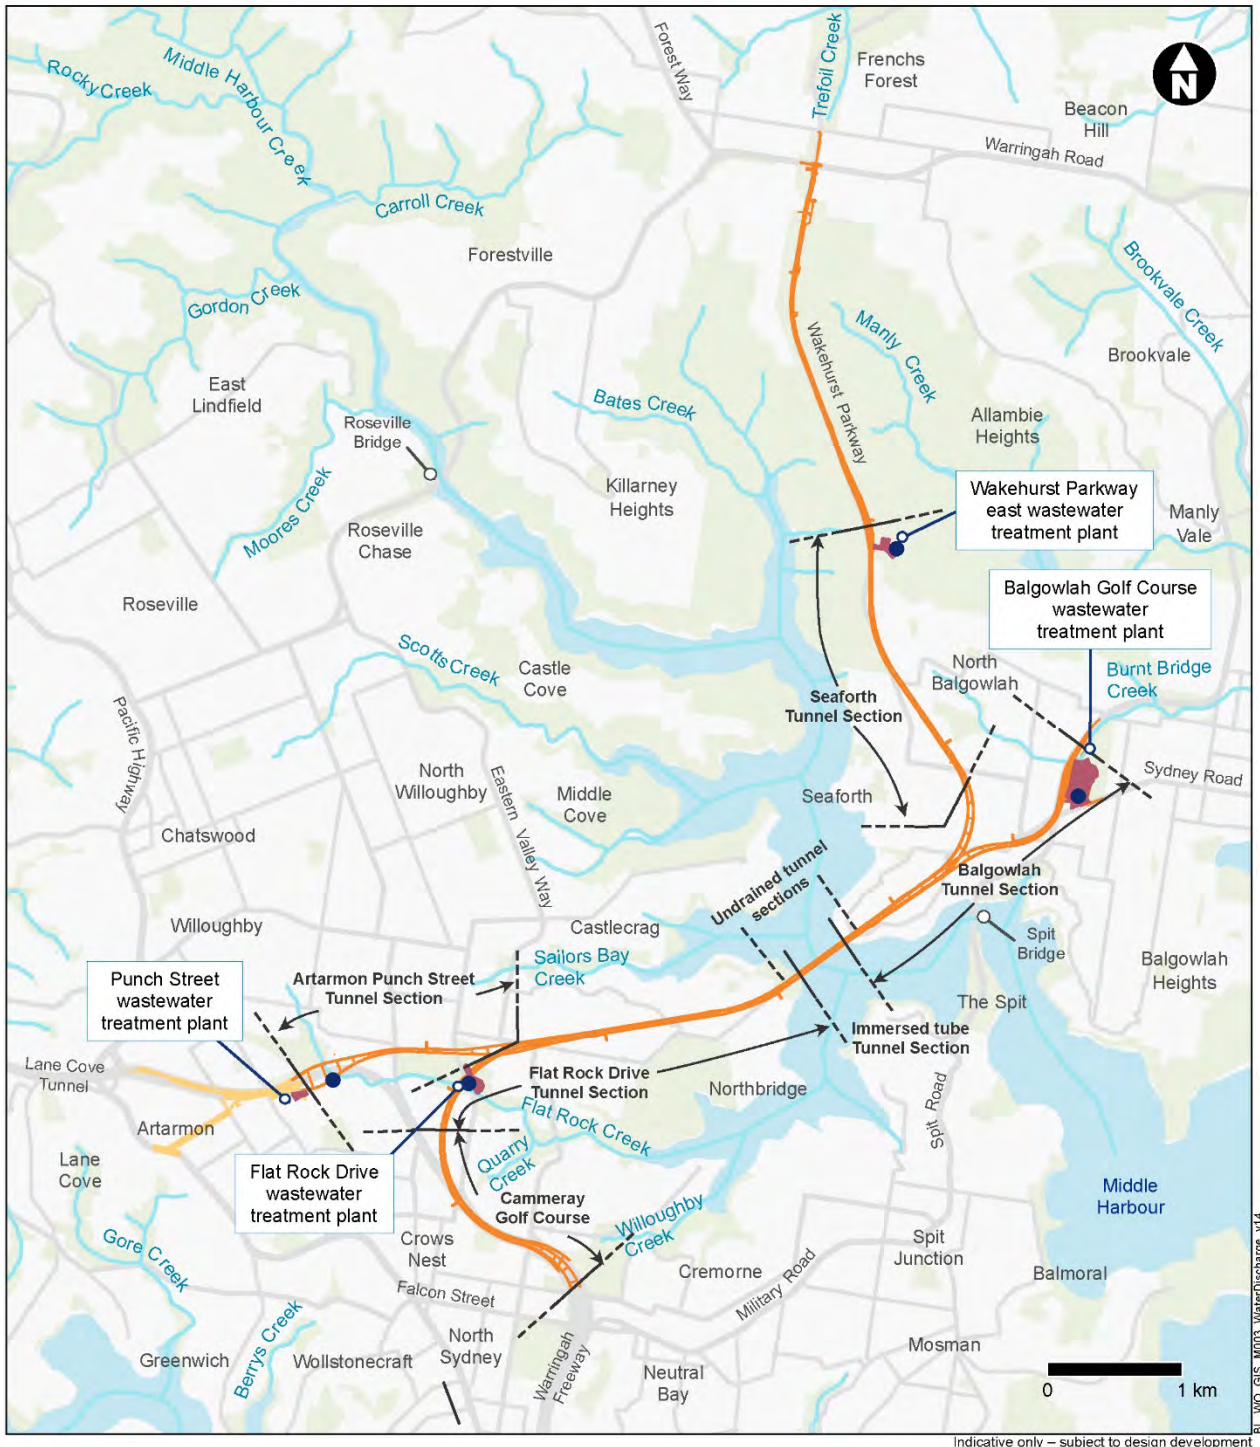 Rocky Creek
Middle Harbour Creek
Forest Way
Trefoil Creek
Frenchs
Forest
N
Beacon
Hill
Warringah Road
Carroll Creek
Forestville
Gordon Creek
Brookvale Creek
Manly Creek
Wakehurst Parkway
Brookvale
East
Lindfield
Bates Creek
Roseville
Bridge
Allambie
Heights
Killarney
Heights
Moores Creek
Wakehurst Parkway
east wastewater
treatment plant
Manly
Vale
Roseville
Chase
Balgowlah Golf Course
wastewater
treatment plant
Roseville
Scotts Creek
Castle
Cove
North
Balgowlah
Burnt Bridge
Creek
Seaforth
Tunnel Section
Pacific Highway
North
Willoughby
Eastern Valley Way
Middle
Cove
Seaforth
Sydney Road
Chatswood
Undrained tunnel
sections
Balgowlah
Tunnel Section
Willoughby
Castlecrag
Spit
Bridge
Sailors Bay
Creek
Balgowlah
Heights
Punch Street
wastewater
treatment plant
Artarmon Punch Street
Tunnel Section
The Spit
Immersed tube
Tunnel Section
Lane Cove
Tunnel
Flat Rock Drive
Tunnel Section
Northbridge
Spit Road
Artarmon
Flat Rock Creek
Lane
Cove
Quarry
Creek
Flat Rock Drive
wastewater
treatment plant
Cammeray
Golf Course
Willoughby
Creek
Middle
Harbour
Gore Creek
Crows
Nest
Spit
Junction
Cremorne
Military Road
Balmoral
Falcon Street
Berrys Creek
North
Sydney
Warringah
Freeway
Mosman
Greenwich
Wollstonecraft
Neutral
Bay
0
1 km
Indicative only – subject to design development